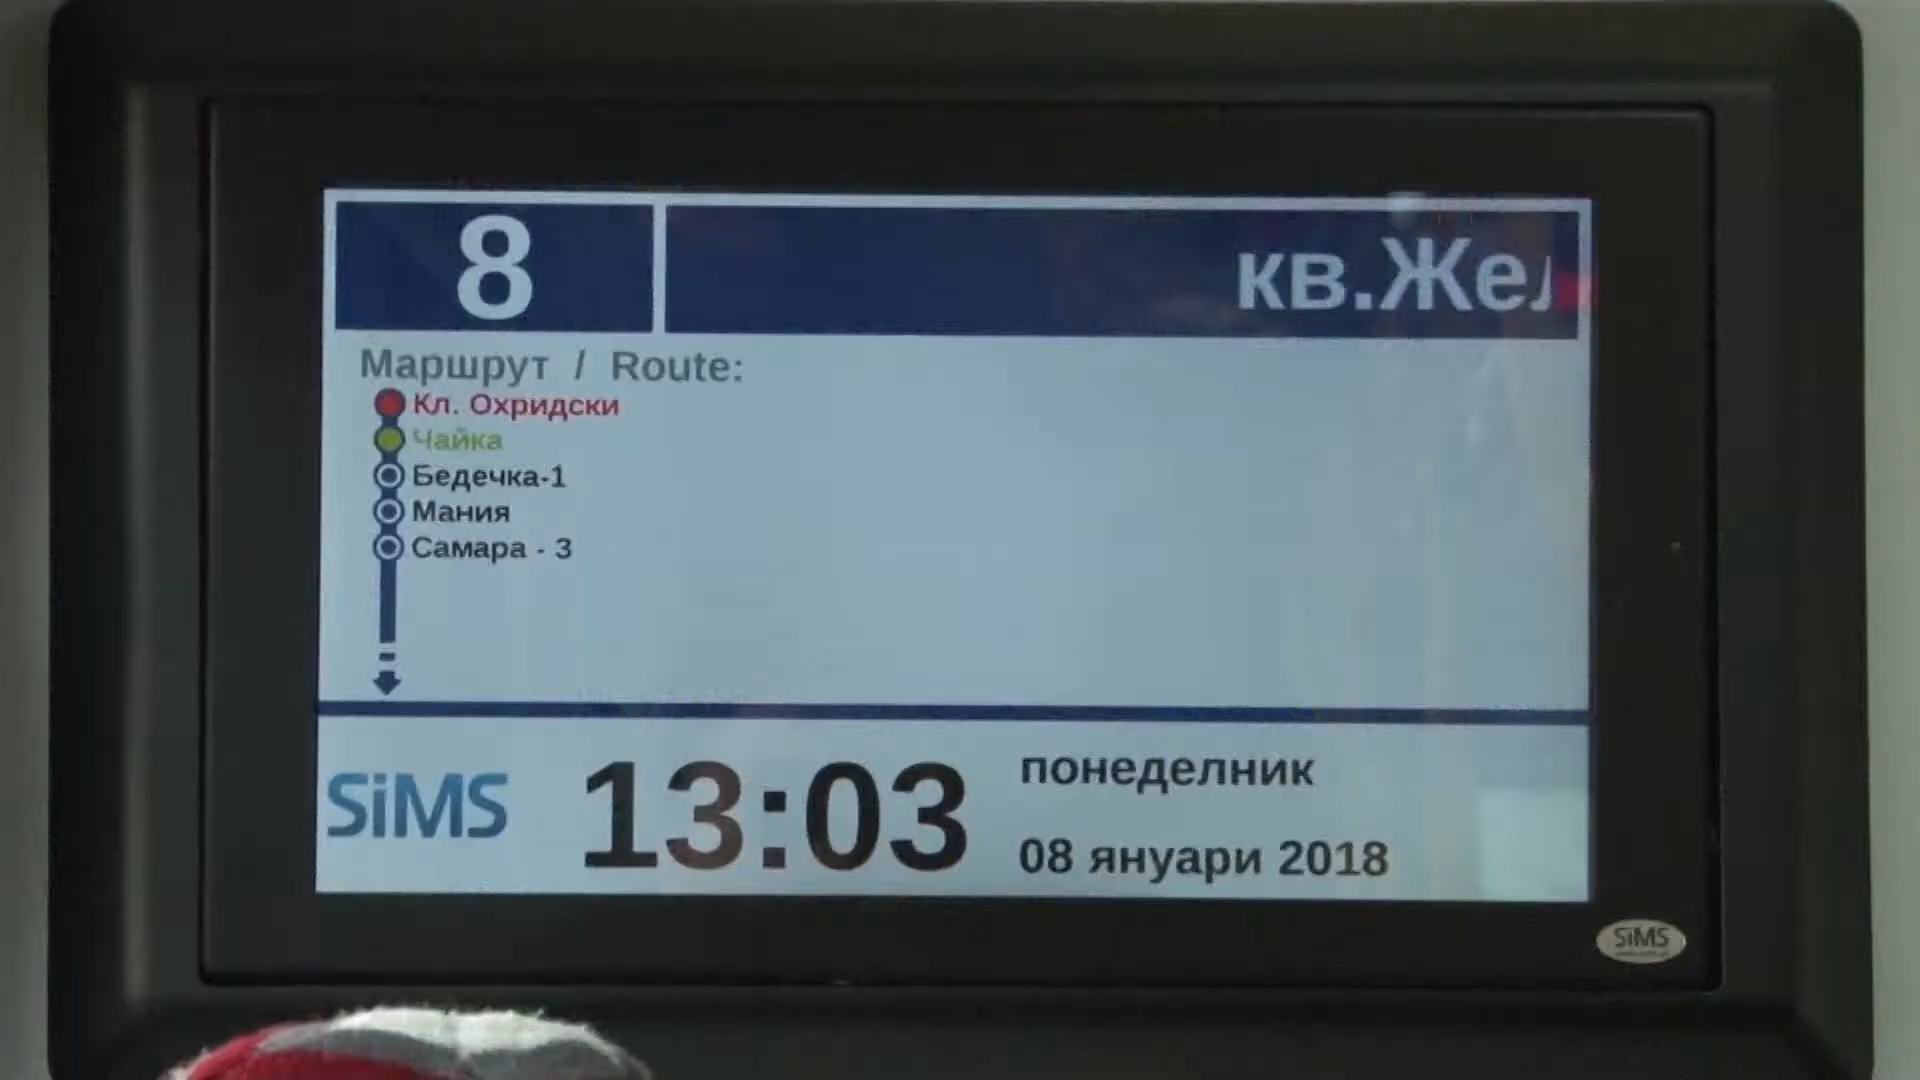 8
кв.Жел
Маршрут / Route:
Кл. Охридски
Чайка
Бедечка-1
Мания
Самара - 3
SiMS
13:03
понеделник
08 януари 2018
SiMS